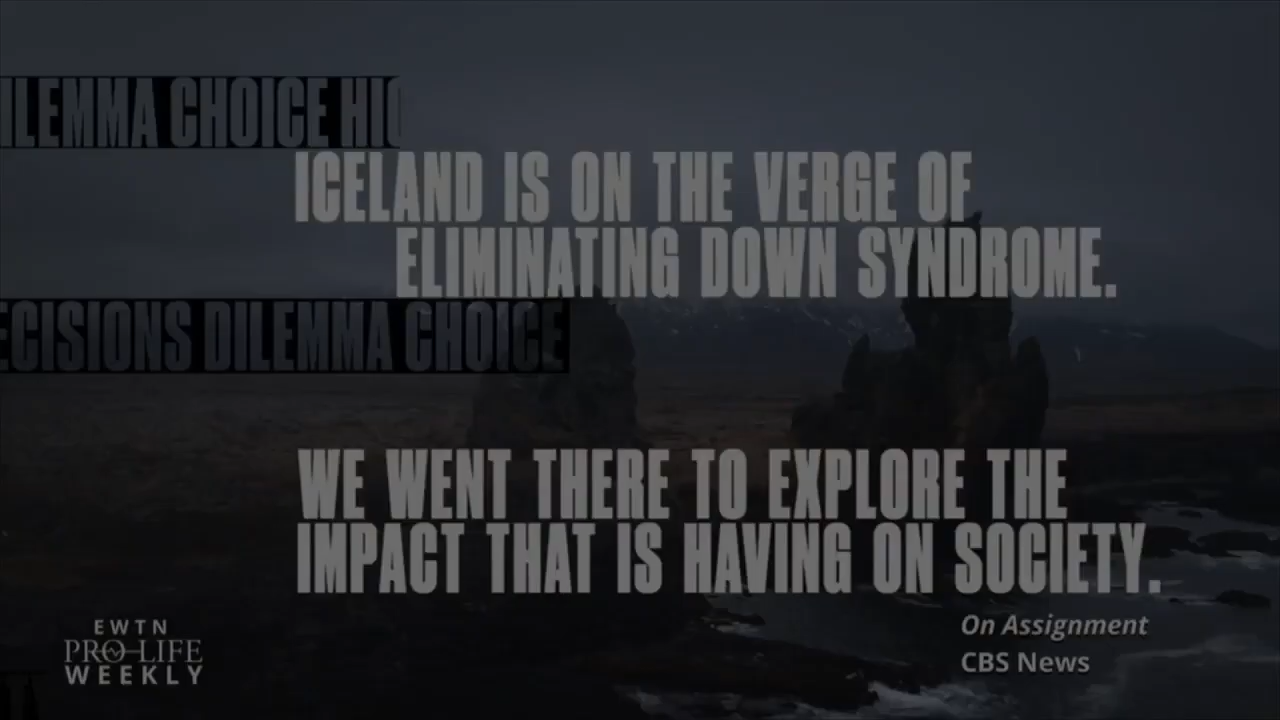 ILEMMA CHOICE
ICELAND IS ON THE VERGE OF
ELIMINATING DOWN SYNDROME.
ECISIONS DILEMMA CHOICE
WE WENT THERE TO EXPLORE THE
IMPACT THAT IS HAVING ON SOCIETY.
On Assignment
CBS News
EWTN
PRO-LIFE
WEEKLY